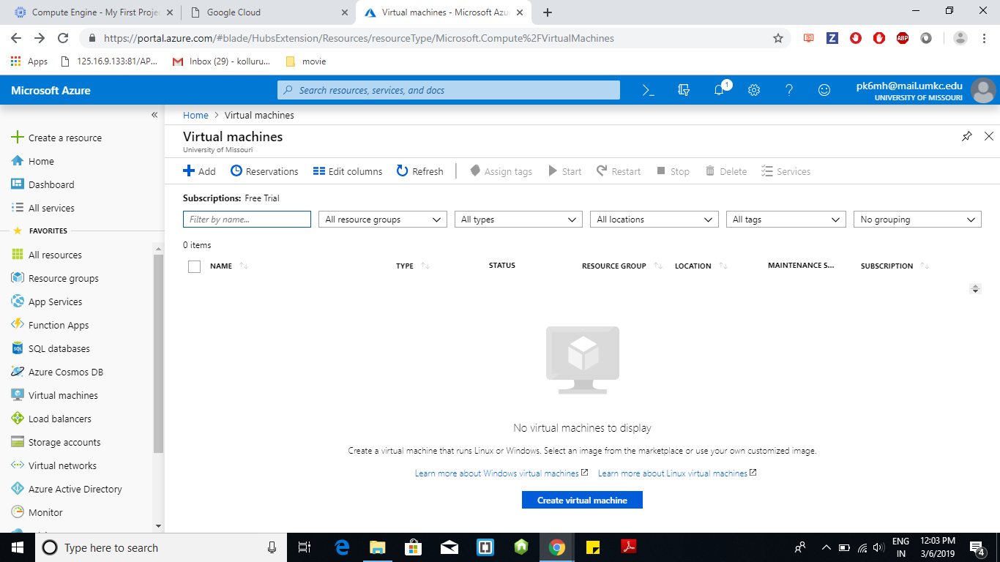 Compute Engine - My First Proje
Google Cloud
Virtual machines - Microsoft Azu
https://portal.azure.com/#blade/HubsExtension/Resources/resourceType/Microsoft.Compute%2FVirtualMachines
Z
ABP
Apps
125.16.9.133:81/AP...
Inbox (29) - kolluru...
movie
Microsoft Azure
Search resources, services, and docs
1
pk6mh@mail.umkc.edu
UNIVERSITY OF MISSOURI
Create a resource
Home
Dashboard
All services
FAVORITES
All resources
Resource groups
App Services
Function Apps
SQL
SQL databases
Azure Cosmos DB
Virtual machines
Load balancers
Storage accounts
Virtual networks
Azure Active Directory
Monitor
Home > Virtual machines
Virtual machines
University of Missouri
Add Reservations Edit columns Refresh Assign tags Start Restart Stop Delete Services
Subscriptions: Free Trial
Filter by name... All resource groups All types All locations All tags No grouping
0 items
NAME TYPE STATUS RESOURCE GROUP LOCATION MAINTENANCE S... SUBSCRIPTION
No virtual machines to display
Create a virtual machine that runs Linux or Windows. Select an image from the marketplace or use your own customized image.
Learn more about Windows virtual machines Learn more about Linux virtual machines
Create virtual machine
Type here to search
ENG
IN
12:03 PM
3/6/2019
4